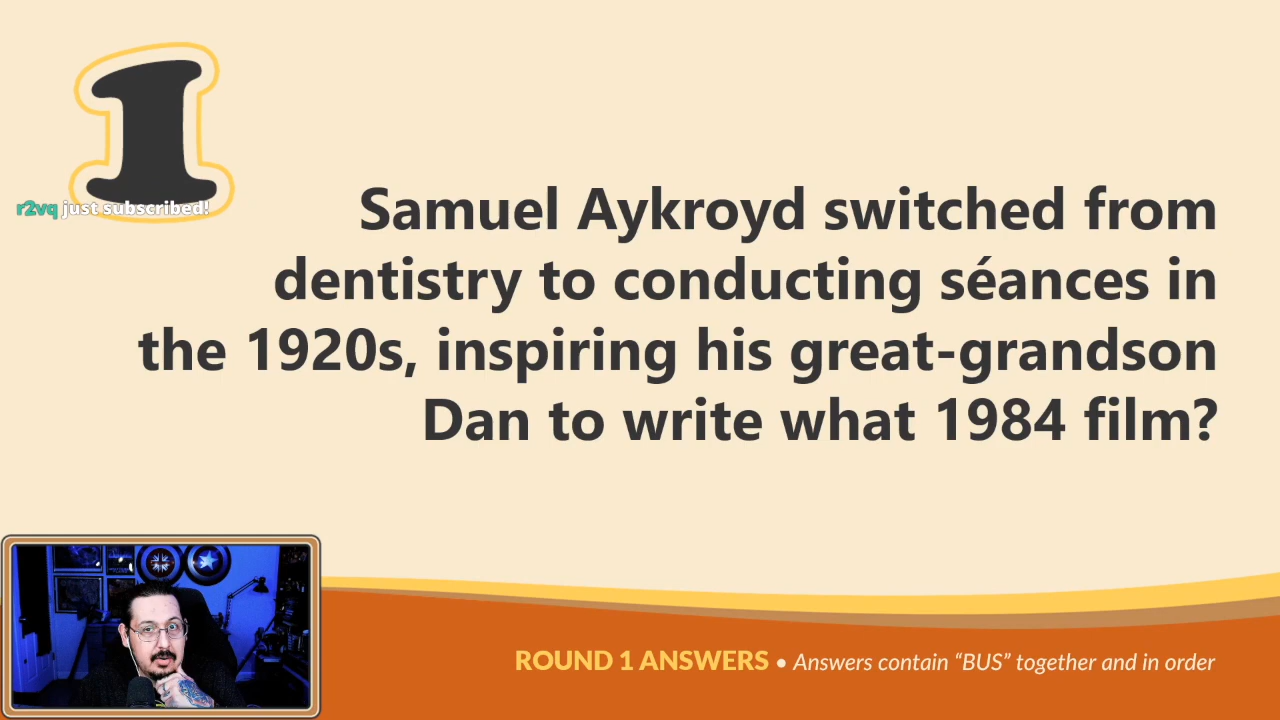 1
r2vq just subscribed!
Samuel Aykroyd switched from
dentistry to conducting séances in
the 1920s, inspiring his great-grandson
Dan to write what 1984 film?
ROUND 1 ANSWERS • Answers contain “BUS” together and in order